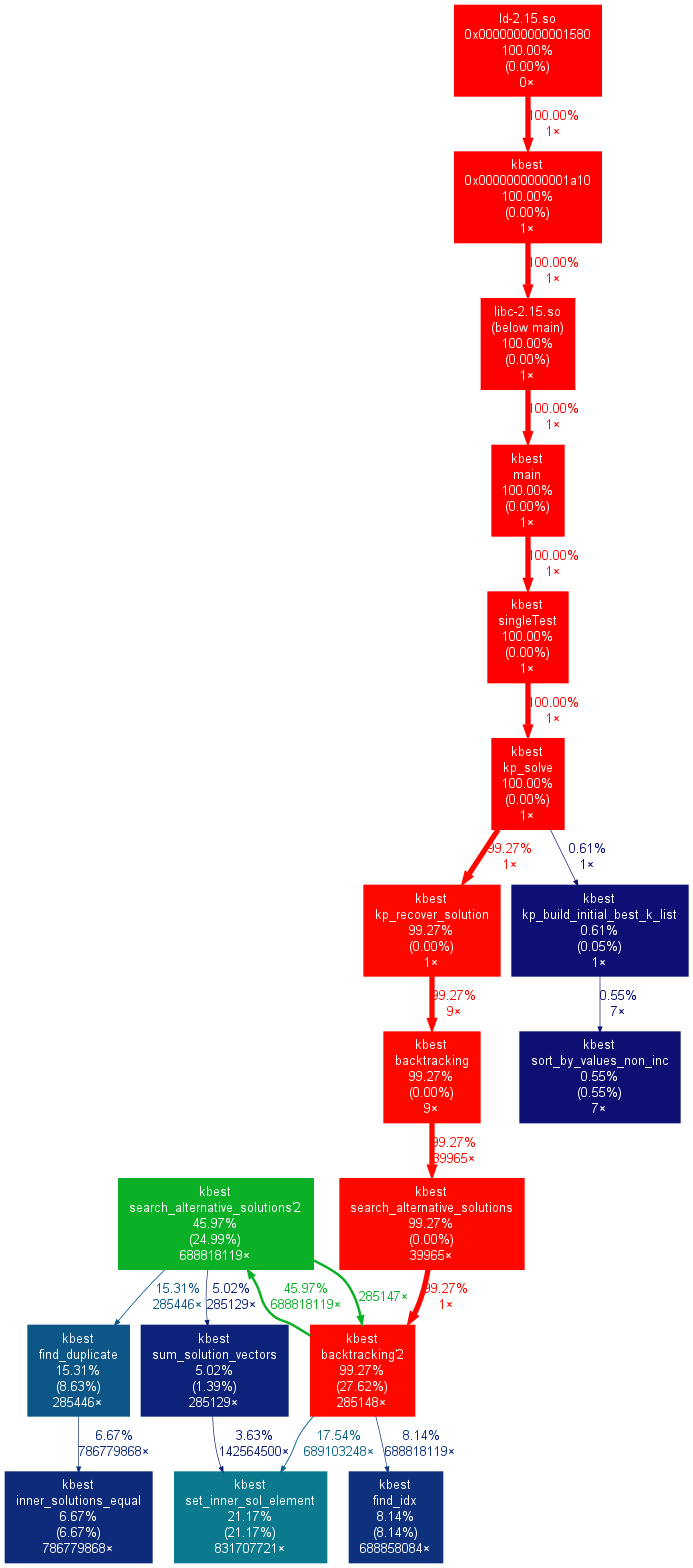 ld-2.15.so
0x0000000000001580
100.00%
(0.00%)
0×
100.00%
1×
kbest
0x0000000000001a10
100.00%
(0.00%)
1×
100.00%
1×
libc-2.15.so
(below main)
100.00%
(0.00%)
1×
100.00%
1×
kbest
main
100.00%
(0.00%)
1×
100.00%
1×
kbest
singleTest
100.00%
(0.00%)
1×
100.00%
1×
kbest
kp_solve
100.00%
(0.00%)
1×
99.27%
1×
0.61%
1×
kbest
kp_recover_solution
99.27%
(0.00%)
1×
kbest
kp_build_initial_best_k_list
0.61%
(0.05%)
1×
99.27%
9×
0.55%
7×
kbest
backtracking
99.27%
(0.00%)
9×
kbest
sort_by_values_non_inc
0.55%
(0.55%)
7×
99.27%
39965×
kbest
search_alternative_solutions'2
45.97%
(24.99%)
688818119×
kbest
search_alternative_solutions
99.27%
(0.00%)
39965×
15.31%
285446×
5.02%
285129×
45.97%
688818119×
285147×
99.27%
1×
kbest
find_duplicate
15.31%
(8.63%)
285446×
kbest
sum_solution_vectors
5.02%
(1.39%)
285129×
kbest
backtracking'2
99.27%
(27.62%)
285148×
6.67%
786779868×
3.63%
142564500×
17.54%
689103248×
8.14%
688818119×
kbest
inner_solutions_equal
6.67%
(6.67%)
786779868×
kbest
set_inner_sol_element
21.17%
(21.17%)
831707721×
kbest
find_idx
8.14%
(8.14%)
688858084×